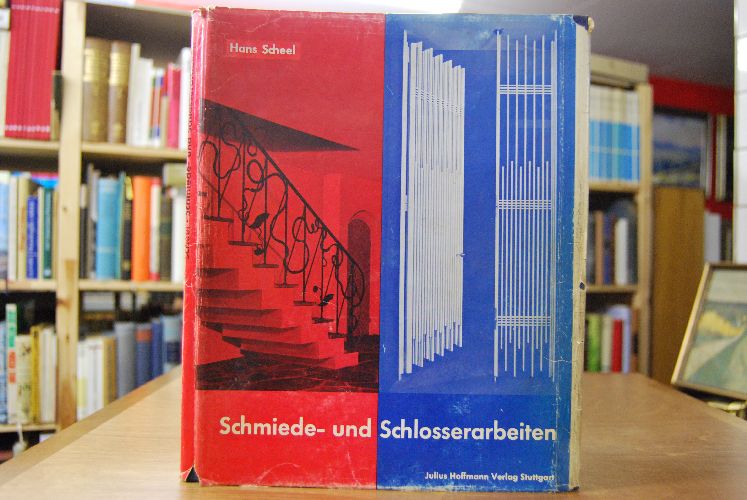 Hans Scheel
Schmiede- und Schlosserarbeiten
Julius Hoffmann Verlag Stuttgart